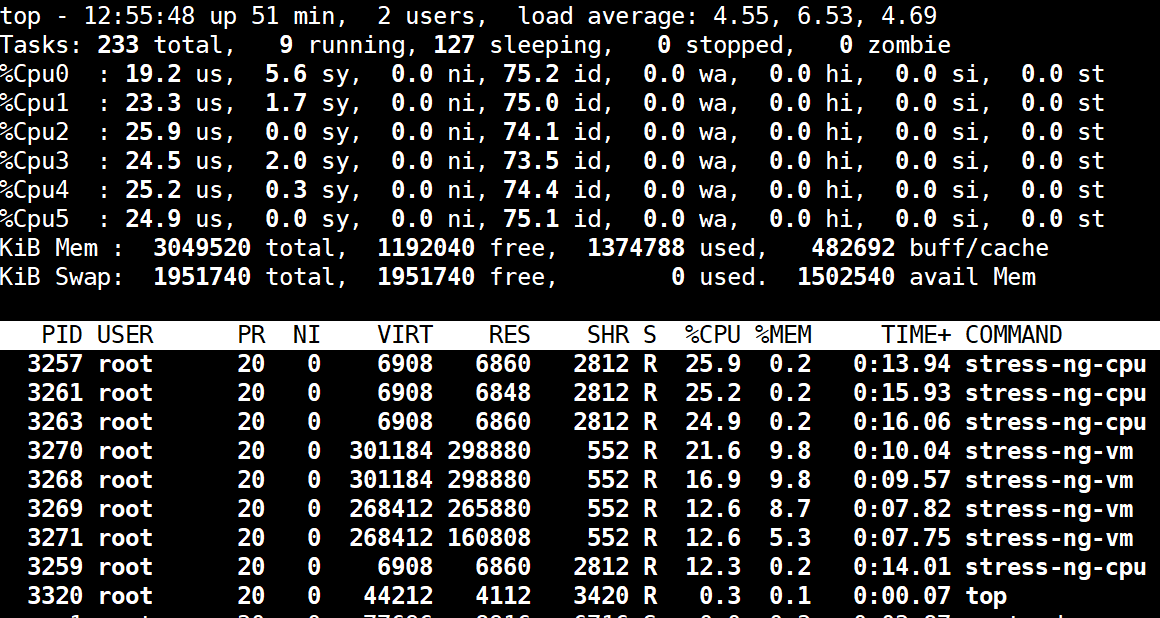 top - 12:55:48 up 51 min,  2 users,  load average: 4.55, 6.53, 4.69
Tasks: 233 total,   9 running, 127 sleeping,   0 stopped,   0 zombie
%Cpu0  : 19.2 us,  5.6 sy,  0.0 ni, 75.2 id,  0.0 wa,  0.0 hi,  0.0 si,  0.0 st
%Cpu1  : 23.3 us,  1.7 sy,  0.0 ni, 75.0 id,  0.0 wa,  0.0 hi,  0.0 si,  0.0 st
%Cpu2  : 25.9 us,  0.0 sy,  0.0 ni, 74.1 id,  0.0 wa,  0.0 hi,  0.0 si,  0.0 st
%Cpu3  : 24.5 us,  2.0 sy,  0.0 ni, 73.5 id,  0.0 wa,  0.0 hi,  0.0 si,  0.0 st
%Cpu4  : 25.2 us,  0.3 sy,  0.0 ni, 74.4 id,  0.0 wa,  0.0 hi,  0.0 si,  0.0 st
%Cpu5  : 24.9 us,  0.0 sy,  0.0 ni, 75.1 id,  0.0 wa,  0.0 hi,  0.0 si,  0.0 st
KiB Mem :  3049520 total,  1192040 free,  1374788 used,   482692 buff/cache
KiB Swap:  1951740 total,  1951740 free,        0 used.  1502540 avail Mem
PID USER      PR  NI    VIRT    RES    SHR S  %CPU %MEM     TIME+ COMMAND
3257 root      20   0    6908   6860   2812 R  25.9  0.2   0:13.94 stress-ng-cpu
3261 root      20   0    6908   6848   2812 R  25.2  0.2   0:15.93 stress-ng-cpu
3263 root      20   0    6908   6860   2812 R  24.9  0.2   0:16.06 stress-ng-cpu
3270 root      20   0  301184 298880    552 R  21.6  9.8   0:10.04 stress-ng-vm
3268 root      20   0  301184 298880    552 R  16.9  9.8   0:09.57 stress-ng-vm
3269 root      20   0  268412 265880    552 R  12.6  8.7   0:07.82 stress-ng-vm
3271 root      20   0  268412 160808    552 R  12.6  5.3   0:07.75 stress-ng-vm
3259 root      20   0    6908   6860   2812 R  12.3  0.2   0:14.01 stress-ng-cpu
3320 root      20   0   44212   4112   3420 R   0.3  0.1   0:00.07 top